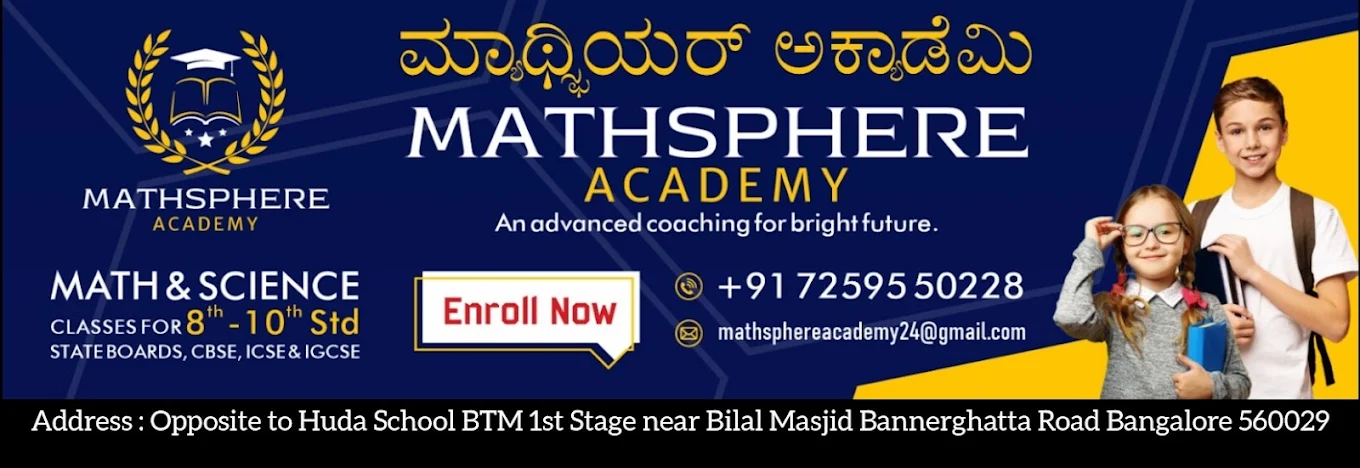 ಮ್ಯಾಥ್ಸ್ಫಿಯರ್ ಅಕ್ಯಾಡೆಮಿ
MATHSPHERE
ACADEMY
An advanced coaching for bright future.
MATHSPHERE
ACADEMY
MATH & SCIENCE
CLASSES FOR 8th - 10th Std
STATE BOARDS, CBSE, ICSE & IGCSE
Enroll Now
+91 72595 50228
mathsphereacademy24@gmail.com
Address : Opposite to Huda School BTM 1st Stage near Bilal Masjid Bannerghatta Road Bangalore 560029